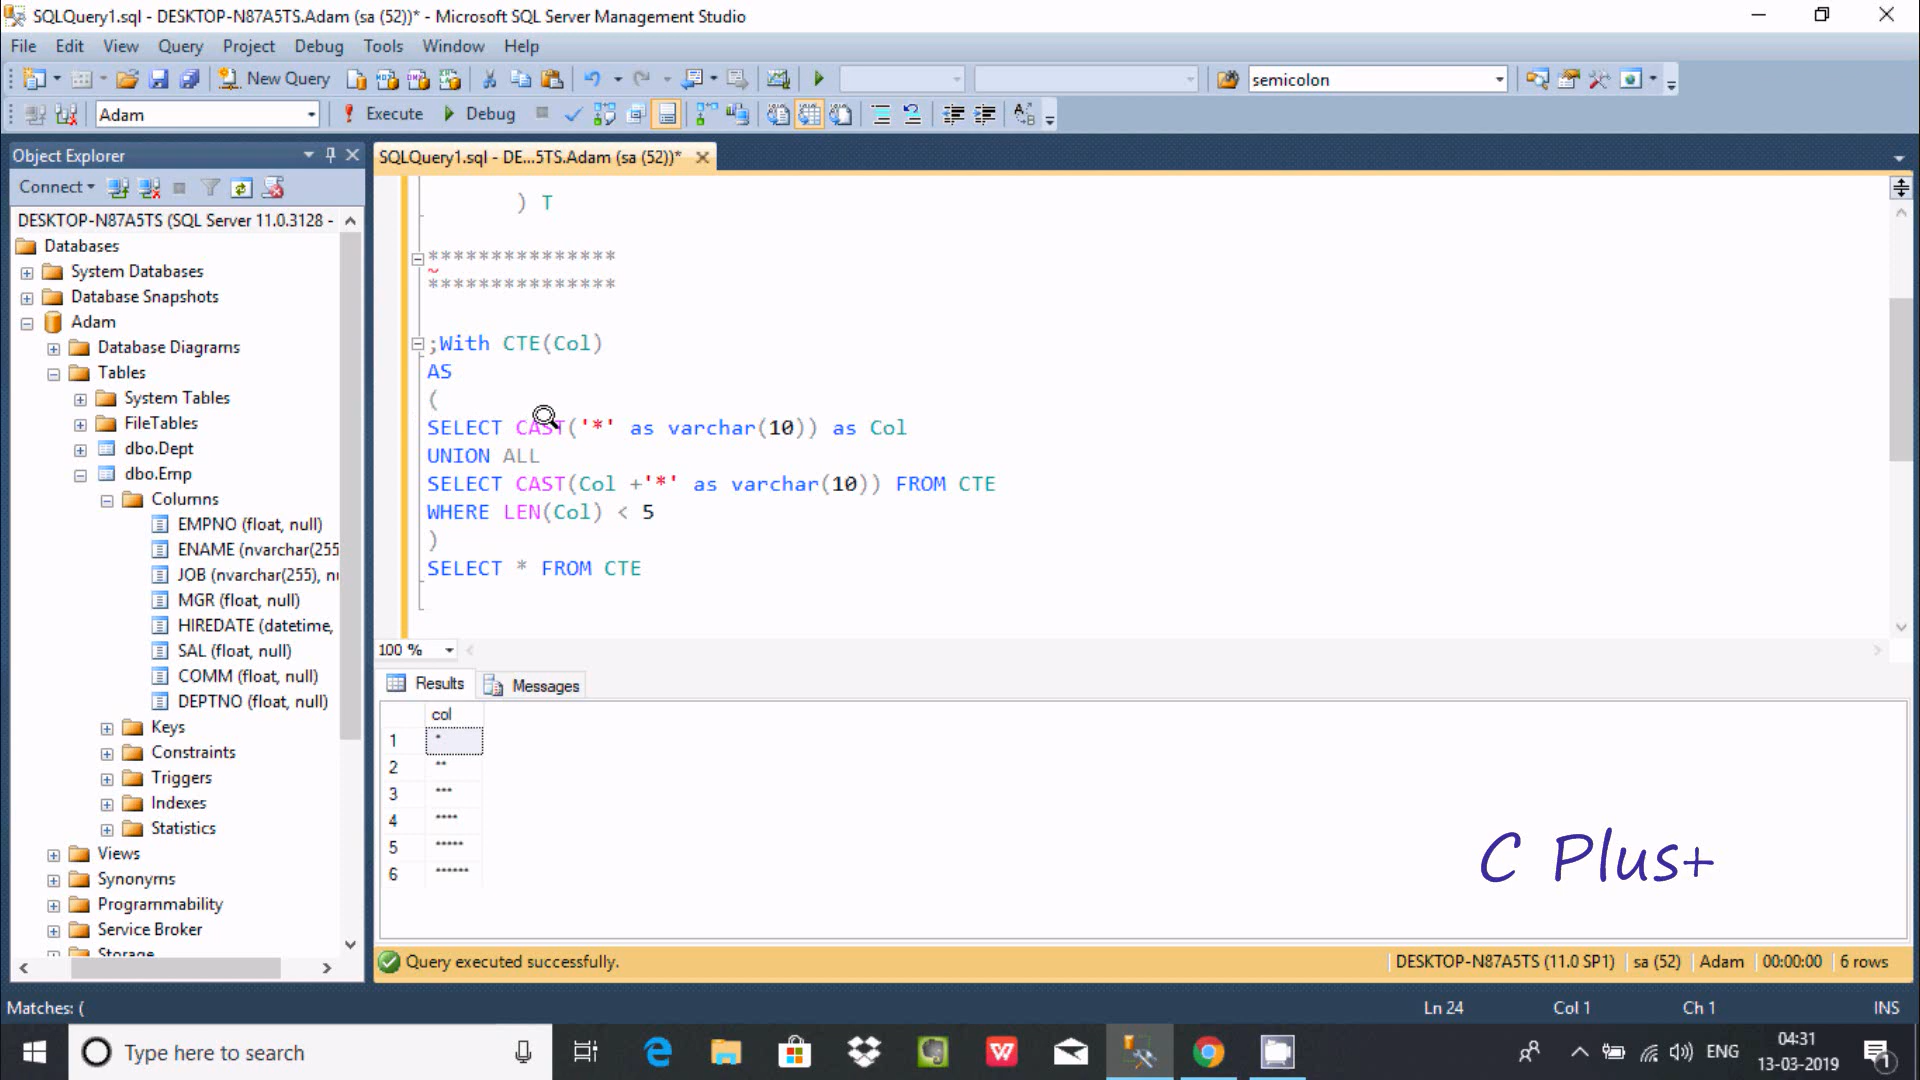 SQLQuery1.sql - DESKTOP-N87A5TS.Adam (sa (52))* - Microsoft SQL Server Management Studio
File Edit View Query Project Debug Tools Window Help
New Query semicolon
Adam Execute Debug
Object Explorer
SQLQuery1.sql - DE...5TS.Adam (sa (52))*
Connect
DESKTOP-N87A5TS (SQL Server 11.0.3128 -
Databases
System Databases
Database Snapshots
Adam
Database Diagrams
Tables
System Tables
FileTables
dbo.Dept
dbo.Emp
Columns
EMPNO (float, null)
ENAME (nvarchar(255
JOB (nvarchar(255), nu
MGR (float, null)
HIREDATE (datetime,
SAL (float, null)
COMM (float, null)
DEPTNO (float, null)
Keys
Constraints
Triggers
Indexes
Statistics
Views
Synonyms
Programmability
Service Broker
Storage
) T
***************
***************
;With CTE(Col)
AS
(
SELECT CAST('*' as varchar(10)) as Col
UNION ALL
SELECT CAST(Col +'*' as varchar(10)) FROM CTE
WHERE LEN(Col) < 5
)
SELECT * FROM CTE
100 %
Results Messages
col
1 *
2 **
3 ***
4 ****
5 *****
6 ******
C Plus+
Query executed successfully. DESKTOP-N87A5TS (11.0 SP1) sa (52) Adam 00:00:00 6 rows
Matches: ( Ln 24 Col 1 Ch 1 INS
Type here to search ENG 04:31
13-03-2019
1